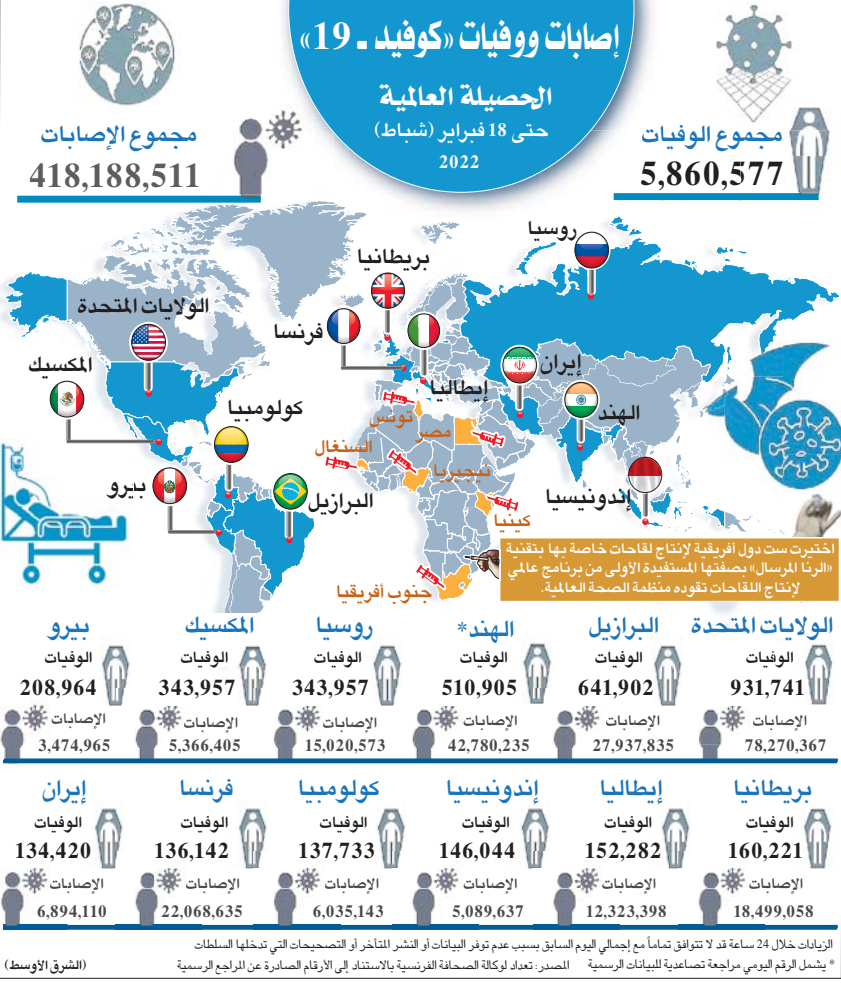 إصابات ووفيات «كوفيد ـ 19»
الحصيلة العالمية
حتى 18 فبراير (شباط)
2022
مجموع الوفيات
5,860,577
مجموع الإصابات
418,188,511
روسيا
بريطانيا
الولايات المتحدة
فرنسا
إيران
المكسيك
إيطاليا
كولومبيا
تونس
الهند
مصر
السنغال
نيجيريا
بيرو
البرازيل
إندونيسيا
كينيا
جنوب أفريقيا
اختيرت ست دول أفريقية لإنتاج لقاحات خاصة بها بتقنية
«الرنا المرسال» بصفتها المستفيدة الأولى من برنامج عالمي
لإنتاج اللقاحات تقوده منظمة الصحة العالمية.
الولايات المتحدة
الوفيات
931,741
الإصابات
78,270,367
البرازيل
الوفيات
641,902
الإصابات
27,937,835
الهند*
الوفيات
510,905
الإصابات
42,780,235
روسيا
الوفيات
343,957
الإصابات
15,020,573
المكسيك
الوفيات
343,957
الإصابات
5,366,405
بيرو
الوفيات
208,964
الإصابات
3,474,965
بريطانيا
الوفيات
160,221
الإصابات
18,499,058
إيطاليا
الوفيات
152,282
الإصابات
12,323,398
إندونيسيا
الوفيات
146,044
الإصابات
5,089,637
كولومبيا
الوفيات
137,733
الإصابات
6,035,143
فرنسا
الوفيات
136,142
الإصابات
22,068,635
إيران
الوفيات
134,420
الإصابات
6,894,110
الزيادات خلال 24 ساعة قد لا تتوافق تماماً مع إجمالي اليوم السابق بسبب عدم توفر البيانات أو النشر المتأخر أو التصحيحات التي تدخلها السلطات
* يشمل الرقم اليومي مراجعة تصاعدية للبيانات الرسمية المصدر: تعداد لوكالة الصحافة الفرنسية بالاستناد إلى الأرقام الصادرة عن المراجع الرسمية (الشرق الأوسط)